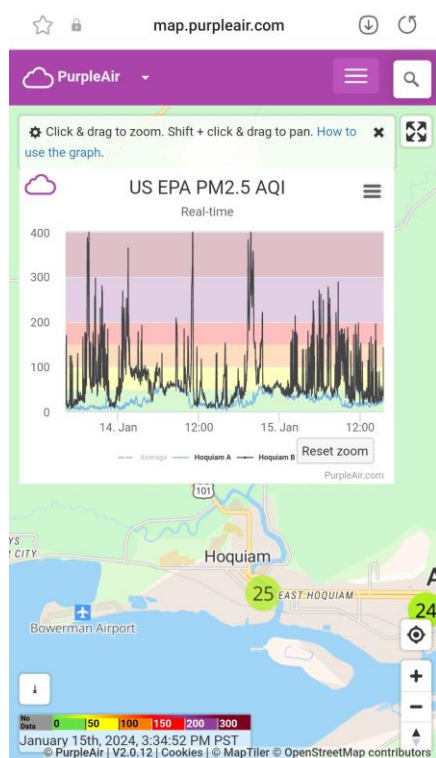 map.purpleair.com
PurpleAir
Click & drag to zoom. Shift + click & drag to pan. How to
use the graph.
US EPA PM2.5 AQI
Real-time
400
300
200
100
0
14. Jan
12:00
15. Jan
12:00
Average
Hoquiam A
Hoquiam B
Reset zoom
PurpleAir.com
101
YS
R CITY
Hoquiam
25
EAST HOQUIAM
A
24
Bowerman Airport
No
Data
0
50
100
150
200
300
January 15th, 2024, 3:34:52 PM PST
© PurpleAir | V2.0.12 | Cookies | © MapTiler © OpenStreetMap contributors